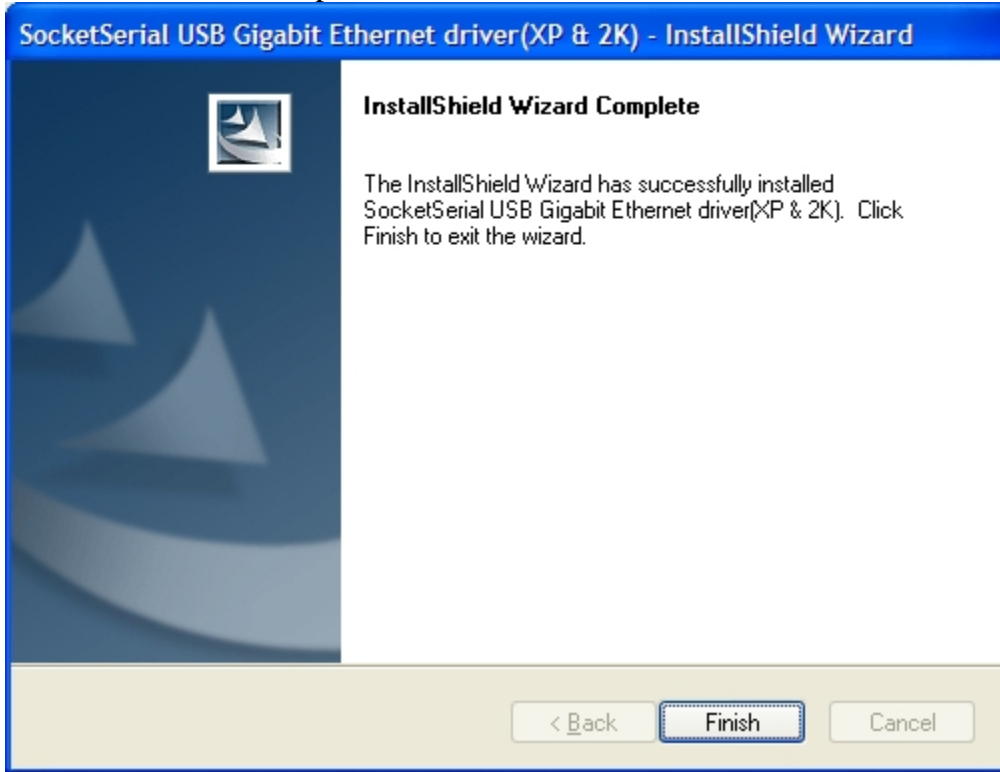 SocketSerial USB Gigabit Ethernet driver(XP & 2K) - InstallShield Wizard
InstallShield Wizard Complete
The InstallShield Wizard has successfully installed
SocketSerial USB Gigabit Ethernet driver(XP & 2K). Click
Finish to exit the wizard.
< Back Finish Cancel